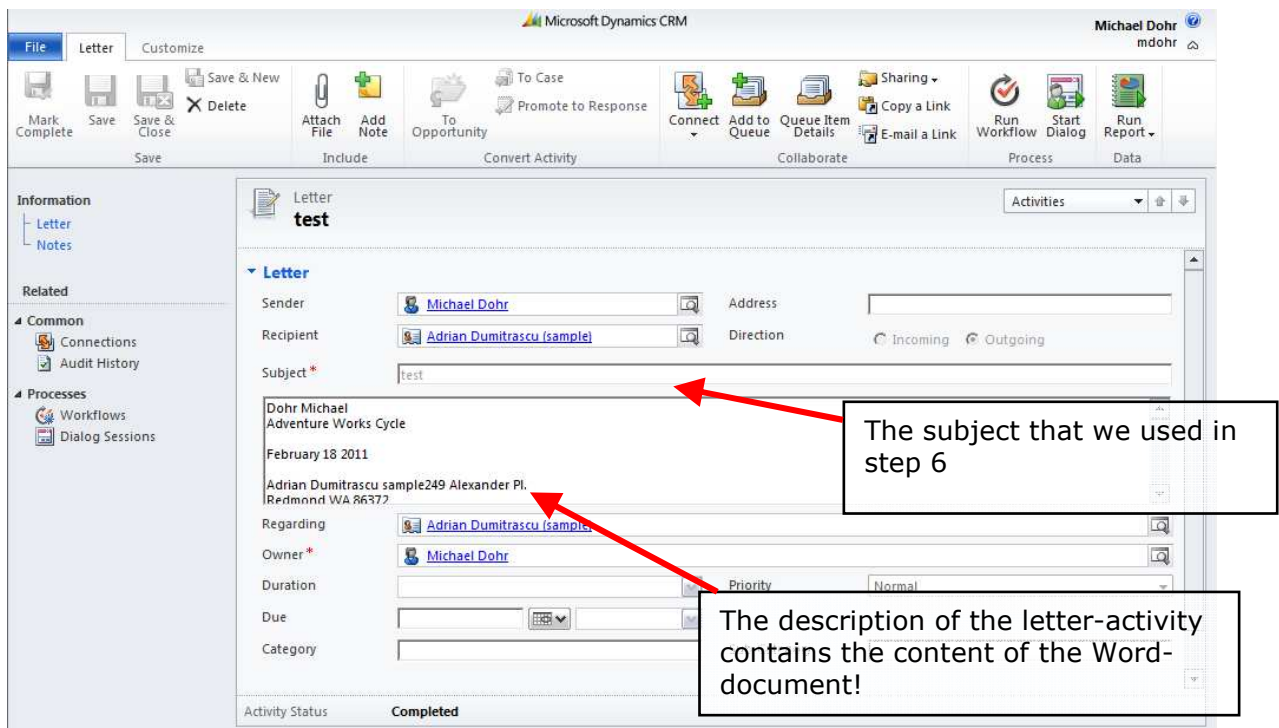 Microsoft Dynamics CRM
Michael Dohr
mdohr
File
Letter
Customize
Mark Complete
Save
Save & Close
Save & New
Delete
Save
Attach File
Add Note
Include
To Opportunity
To Case
Promote to Response
Convert Activity
Connect
Add to Queue
Queue Item Details
Sharing
Copy a Link
E-mail a Link
Collaborate
Run Workflow
Start Dialog
Process
Run Report
Data
Information
Letter
Notes
Related
Common
Connections
Audit History
Processes
Workflows
Dialog Sessions
Letter
test
Activities
Letter
Sender Michael Dohr Address
Recipient Adrian Dumitrascu (sample) Direction Incoming Outgoing
Subject * test
Dohr Michael
Adventure Works Cycle
February 18 2011
Adrian Dumitrascu sample249 Alexander Pl.
Redmond WA 86372
Regarding Adrian Dumitrascu (sample)
Owner * Michael Dohr
Duration Priority Normal
Due
Category
Activity Status Completed
The subject that we used in
step 6
The description of the letter-activity
contains the content of the Word-
document!